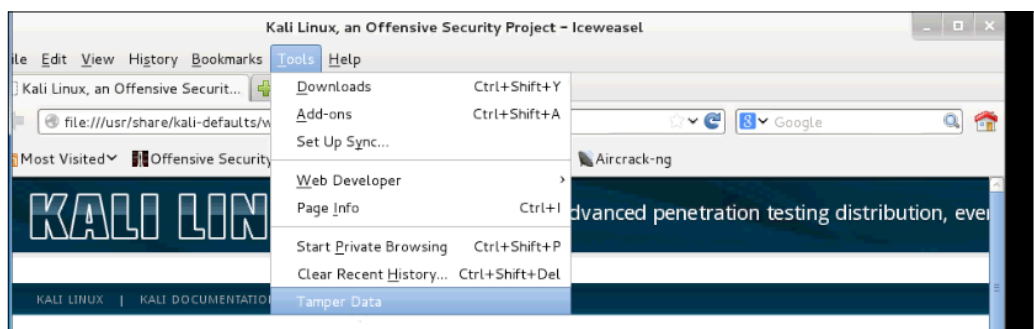 Kali Linux, an Offensive Security Project – Iceweasel
ile Edit View History Bookmarks Tools Help
Kali Linux, an Offensive Securit...
Downloads Ctrl+Shift+Y
Add-ons Ctrl+Shift+A
Set Up Sync...
Web Developer
Page Info Ctrl+I
Start Private Browsing Ctrl+Shift+P
Clear Recent History... Ctrl+Shift+Del
Tamper Data
file:///usr/share/kali-defaults/w
Google
Most Visited Offensive Security
Aircrack-ng
KALI LIN
dvanced penetration testing distribution, ever
KALI LINUX | KALI DOCUMENTATIO